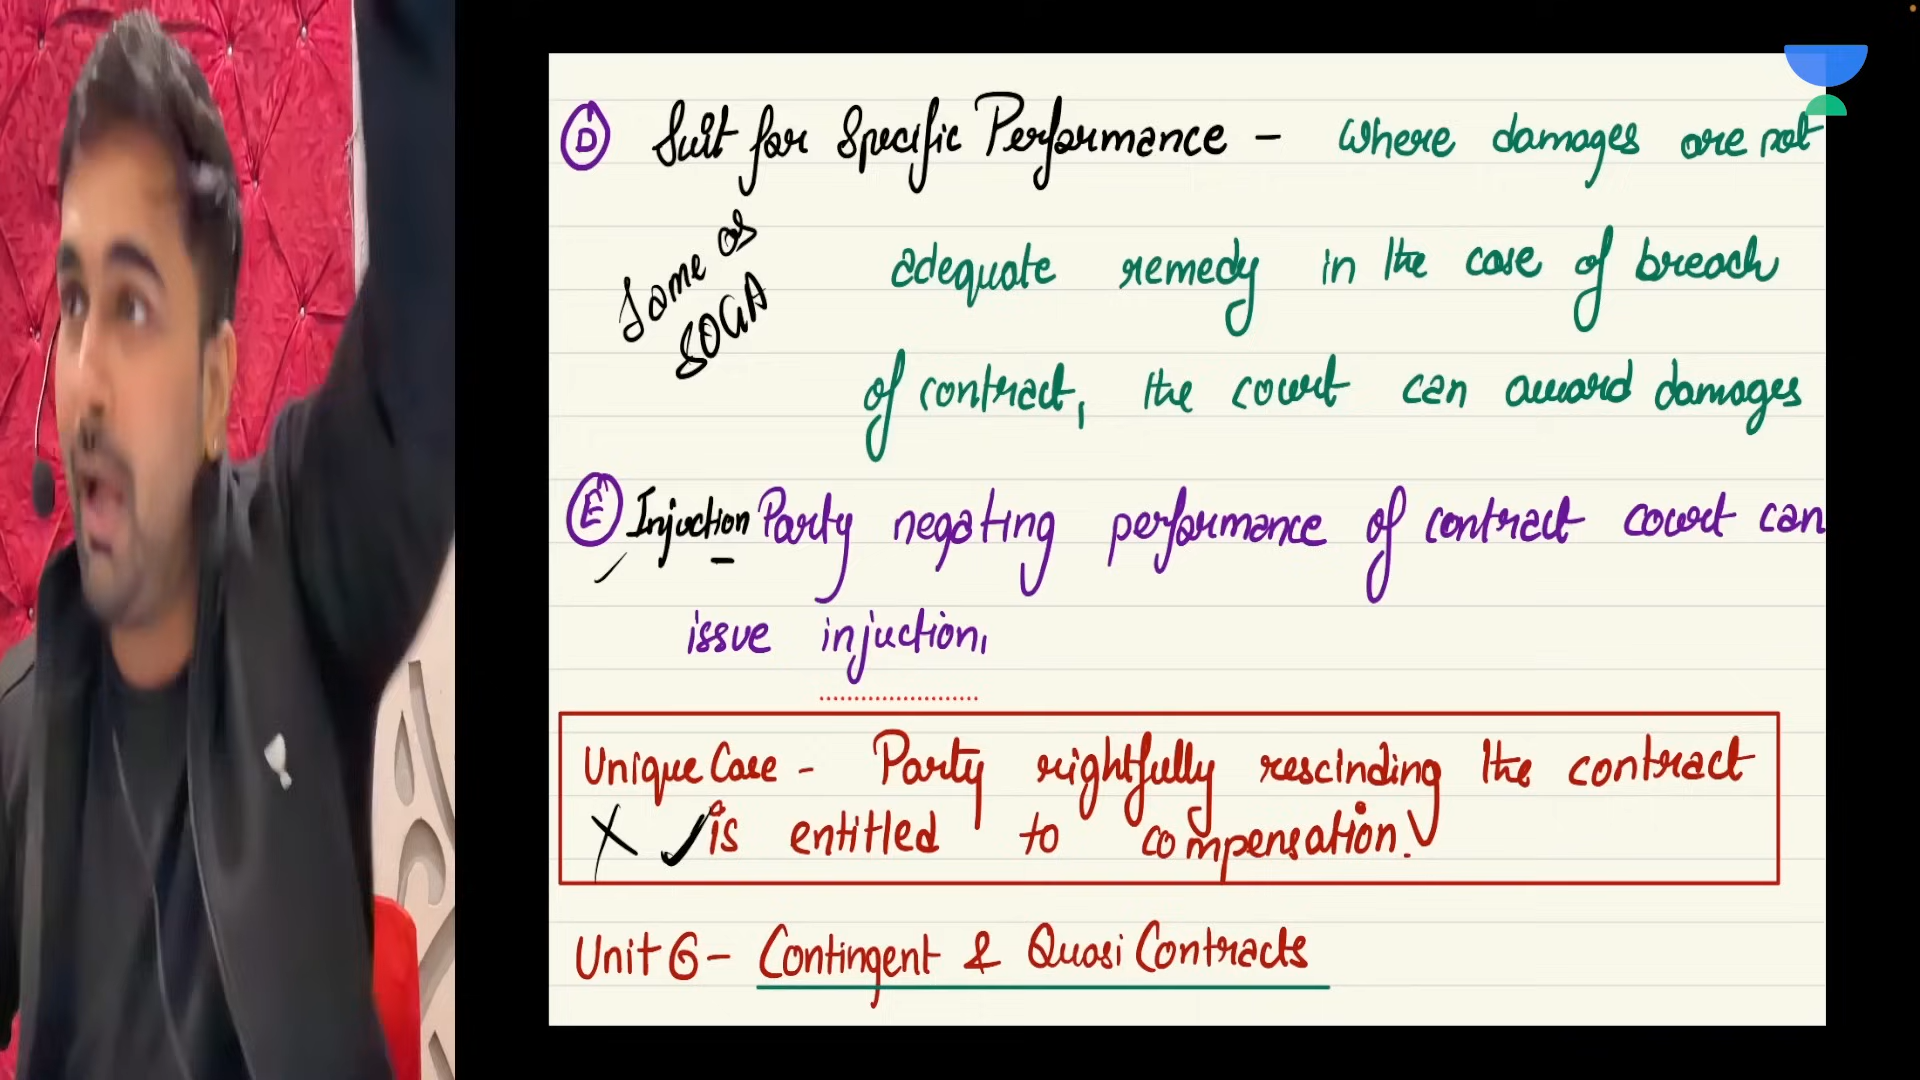 D Suit for Specific Performance - Where damages are not
Same as
SOGA
adequate remedy in the case of breach
of contract, the court can award damages
E Injuction Party negating performance of contract court can
issue injuction,
Unique Case - Party rightfully rescinding the contract
is entitled to compensation.
Unit 6 - Contingent & Quasi Contracts